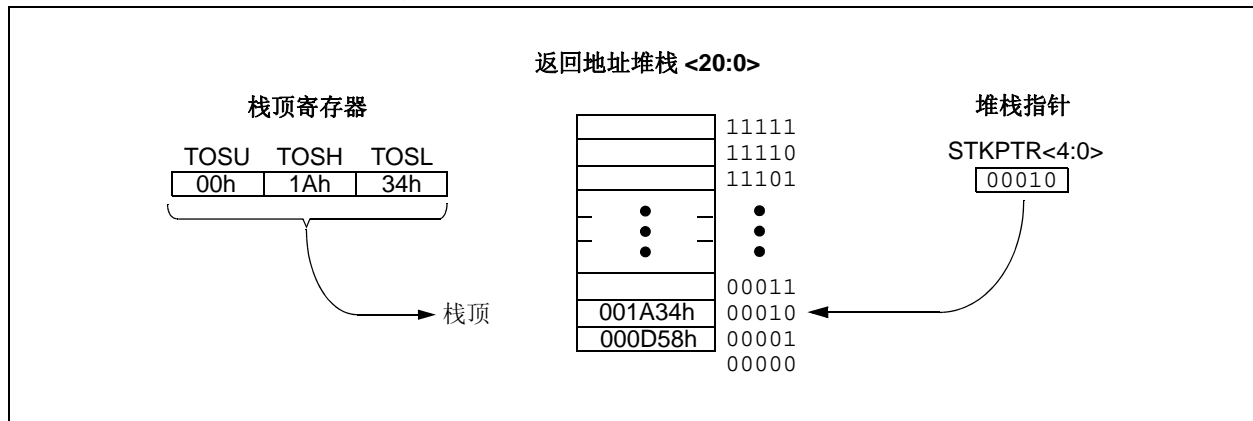 返回地址堆栈 <20:0>
栈顶寄存器
堆栈指针
TOSU TOSH TOSL
00h 1Ah 34h
STKPTR<4:0>
00010
11111
11110
11101
00011
栈顶
001A34h 00010
000D58h 00001
00000